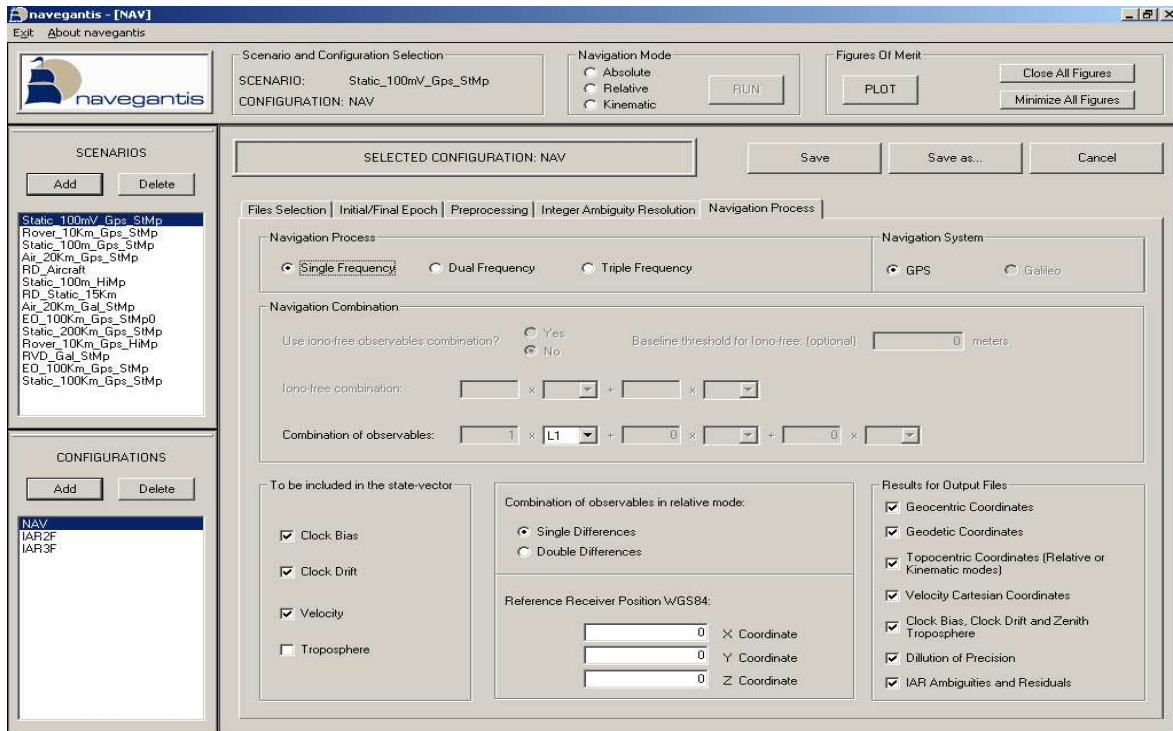 navegantis - [NAV]
Exit About navegantis
navegantis
Scenario and Configuration Selection
SCENARIO: Static_100mV_Gps_StMp
CONFIGURATION: NAV
Navigation Mode
Absolute
Relative
Kinematic
RUN
Figures Of Merit
PLOT
Close All Figures
Minimize All Figures
SCENARIOS
Add Delete
Static_100mV_Gps_StMp
Rover_10Km_Gps_StMp
Static_100m_Gps_StMp
Air_20Km_Gps_StMp
RD_Aircraft
Static_100m_HiMp
RD_Static_15Km
Air_20Km_Gal_StMp
EO_100Km_Gps_StMp0
Static_200Km_Gps_StMp
Rover_10Km_Gps_HiMp
RVD_Gal_StMp
EO_100Km_Gps_StMp
Static_100Km_Gps_StMp
CONFIGURATIONS
Add Delete
NAV
IAR2F
IAR3F
SELECTED CONFIGURATION: NAV
Save Save as... Cancel
Files Selection Initial/Final Epoch Preprocessing Integer Ambiguity Resolution Navigation Process
Navigation Process
Single Frequency Dual Frequency Triple Frequency
Navigation System
GPS Galileo
Navigation Combination
Use iono-free observables combination? Yes
No
Baseline threshold for Iono-free: (optional) 0 meters
Iono-free combination: x + x
Combination of observables: 1 x L1 + 0 x + 0 x
To be included in the state-vector
Clock Bias
Clock Drift
Velocity
Troposphere
Combination of observables in relative mode:
Single Differences
Double Differences
Reference Receiver Position WGS84:
0 X Coordinate
0 Y Coordinate
0 Z Coordinate
Results for Output Files
Geocentric Coordinates
Geodetic Coordinates
Topocentric Coordinates (Relative or
Kinematic modes)
Velocity Cartesian Coordinates
Clock Bias, Clock Drift and Zenith
Troposphere
Dillution of Precision
IAR Ambiguities and Residuals